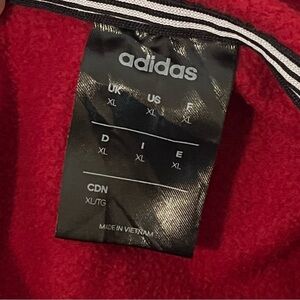 adidas
UK US F
XL XL XL
D I E
XL XL XL
CDN
XL/TG
MADE IN VIETNAM